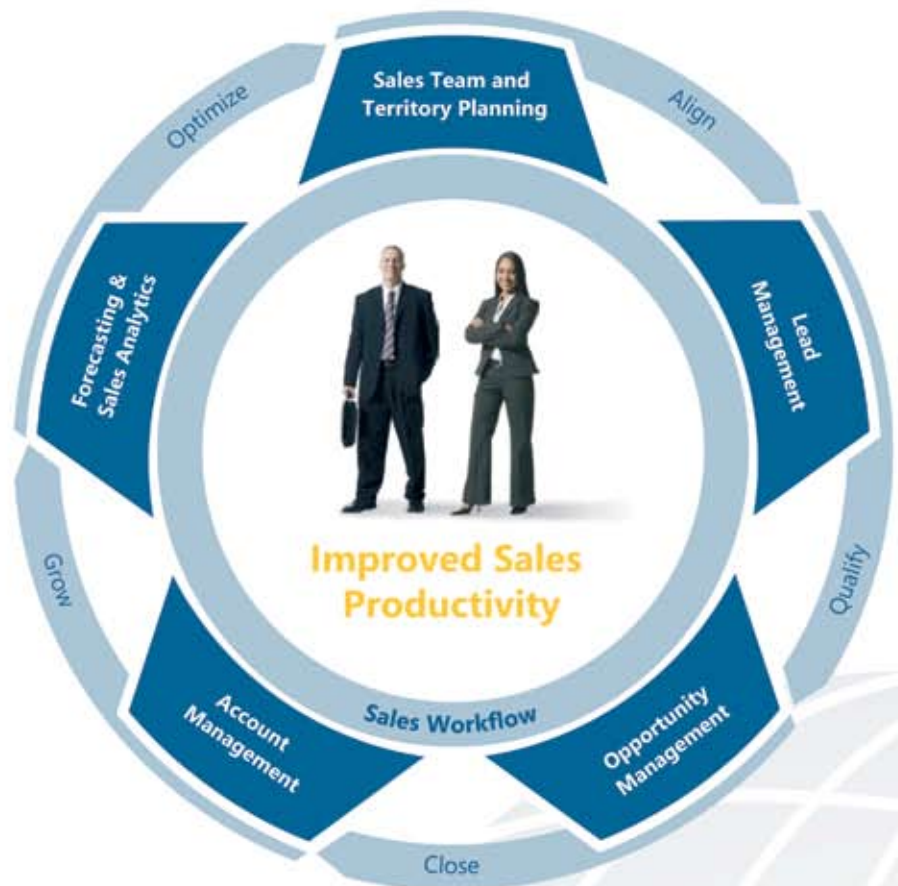 Sales Team and
Territory Planning
Align
Lead
Management
Qualify
Opportunity
Management
Close
Account
Management
Grow
Forecasting &
Sales Analytics
Optimize
Improved Sales
Productivity
Sales Workflow